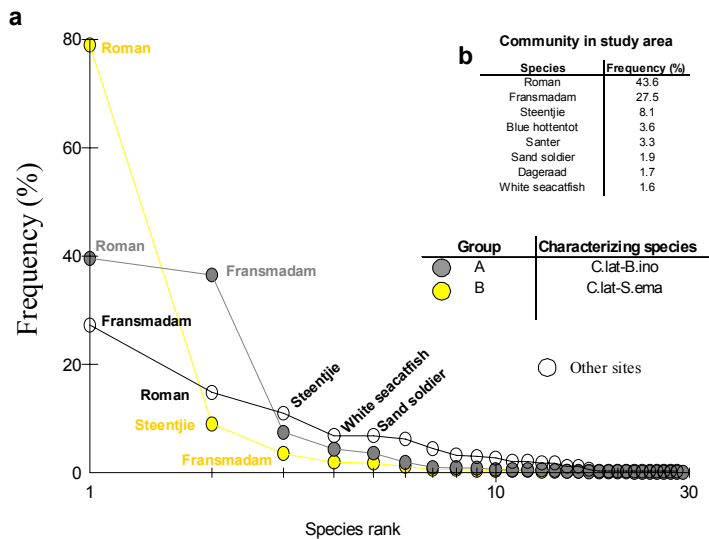 a
80
60
40
20
0
Frequency (%)
Roman
Roman
Fransmadam
Fransmadam
Roman
Steentjie
Steentjie
White seacatfish
Sand soldier
Fransmadam
1
10
30
Species rank
b
Community in study area
Species Frequency (%)
Roman 43.6
Fransmadam 27.5
Steentjie 8.1
Blue hottentot 3.6
Santer 3.3
Sand soldier 1.9
Dageraad 1.7
White seacatfish 1.6
Group Characterizing species
A C.lat-B.ino
B C.lat-S.ema
Other sites